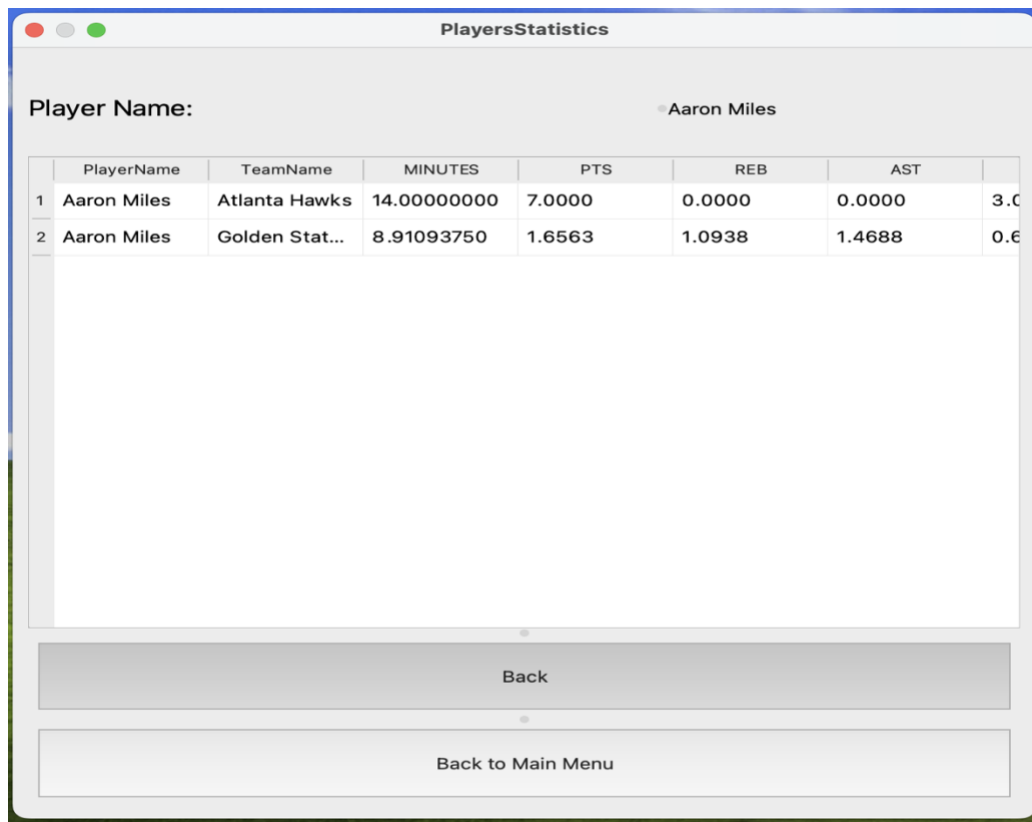 PlayersStatistics
Player Name: Aaron Miles
PlayerName TeamName MINUTES PTS REB AST
1 Aaron Miles Atlanta Hawks 14.00000000 7.0000 0.0000 0.0000
2 Aaron Miles Golden Stat... 8.91093750 1.6563 1.0938 1.4688
Back
Back to Main Menu